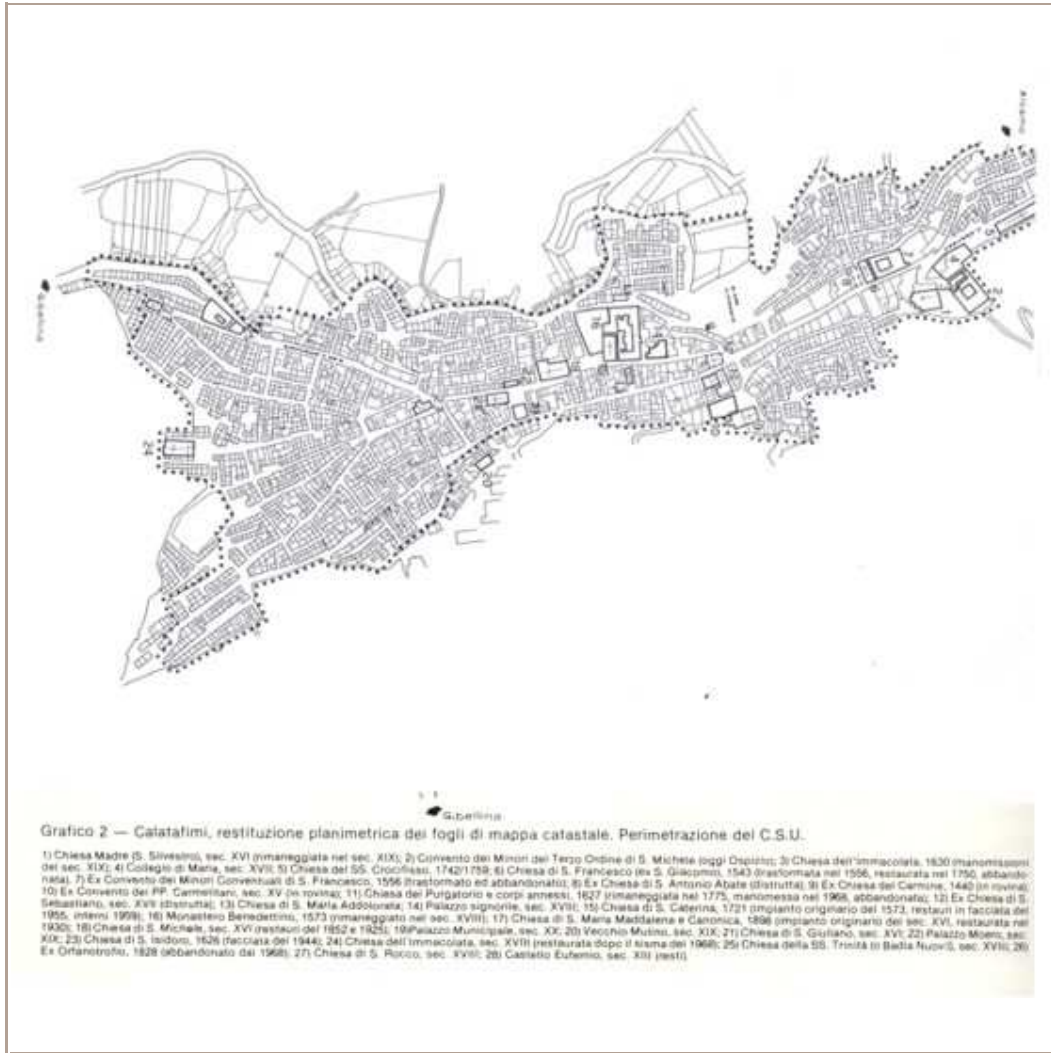 Alcamo
Gibellina
24
2
3
Gibellina
Grafico 2 — Calatafimi, restituzione planimetrica dei fogli di mappa catastale. Perimetrazione del C.S.U.
1) Chiesa Madre (S. Silvestro), sec. XVI (rimaneggiata nel sec. XIX); 2) Convento dei Minori del Terzo Ordine di S. Michele (oggi Ospizio); 3) Chiesa dell'Immacolata, 1630 (manomissioni
del sec. XIX); 4) Collegio di Maria, sec. XVII; 5) Chiesa del SS. Crocifisso, 1742/1759; 6) Chiesa di S. Francesco (ex S. Giacomo), 1543 (trasformata nel 1556, restaurata nel 1750, abbando-
nata); 7) Ex Convento dei Minori Conventuali di S. Francesco, 1556 (trasformato ed abbandonato); 8) Ex Chiesa di S. Antonio Abate (distrutta); 9) Ex Chiesa del Carmine, 1440 (in rovina);
10) Ex Convento dei PP. Carmelitani, sec. XV (in rovina); 11) Chiesa del Purgatorio e corpi annessi, 1627 (rimaneggiata nel 1775, manomessa nel 1968, abbandonata); 12) Ex Chiesa di S.
Sebastiano, sec. XVII (distrutta); 13) Chiesa di S. Maria Addolorata; 14) Palazzo signorile, sec. XVIII; 15) Chiesa di S. Caterina, 1721 (impianto originario del 1573, restauri in facciata del
1955, interni 1959); 16) Monastero Benedettino, 1573 (rimaneggiato nel sec. XVIII); 17) Chiesa di S. Maria Maddalena e Canonica, 1898 (impianto originario del sec. XVI, restaurata nel
1930); 18) Chiesa di S. Michele, sec. XVI (restauri del 1852 e 1925); 19)Palazzo Municipale, sec. XX; 20) Vecchio Mulino, sec. XIX; 21) Chiesa di S. Giuliano, sec. XVI; 22) Palazzo Moero, sec.
XIX; 23) Chiesa di S. Isidoro, 1626 (facciata del 1944); 24) Chiesa dell'Immacolata, sec. XVIII (restaurata dopo il sisma del 1968); 25) Chiesa della SS. Trinità (o Badia Nuova), sec. XVIII; 26)
Ex Orfanotrofio, 1828 (abbandonato dal 1968); 27) Chiesa di S. Rocco, sec. XVIII; 28) Castello Eufemio, sec. XIII (resti).